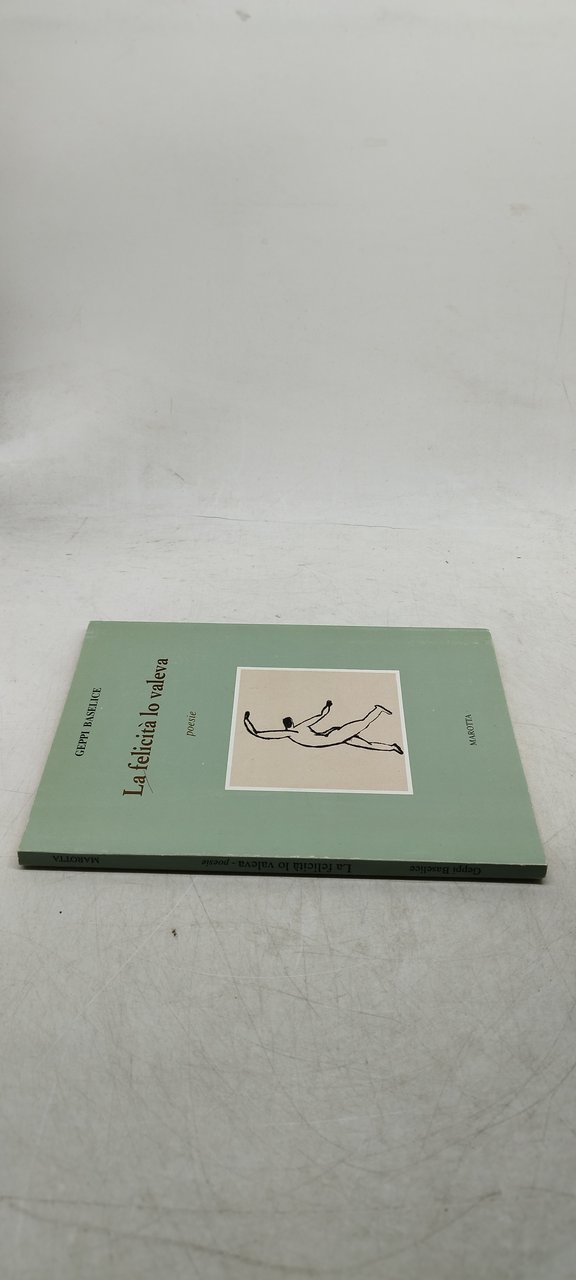 GEPPI BASELICE
La felicità lo valeva
poesie
MAROTTA
Geppi Baselice
La felicità lo valeva - poesie
MAROTTA